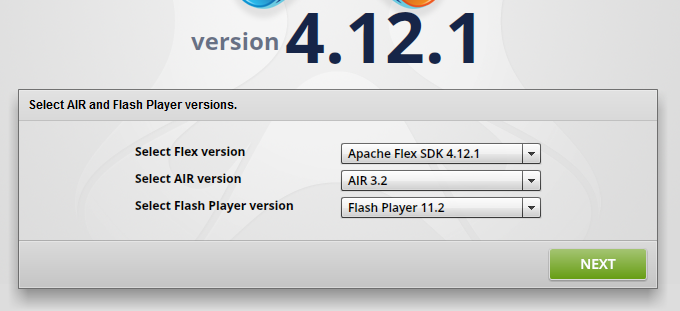 version 4.12.1
Select AIR and Flash Player versions.
Select Flex version Apache Flex SDK 4.12.1
Select AIR version AIR 3.2
Select Flash Player version Flash Player 11.2
NEXT